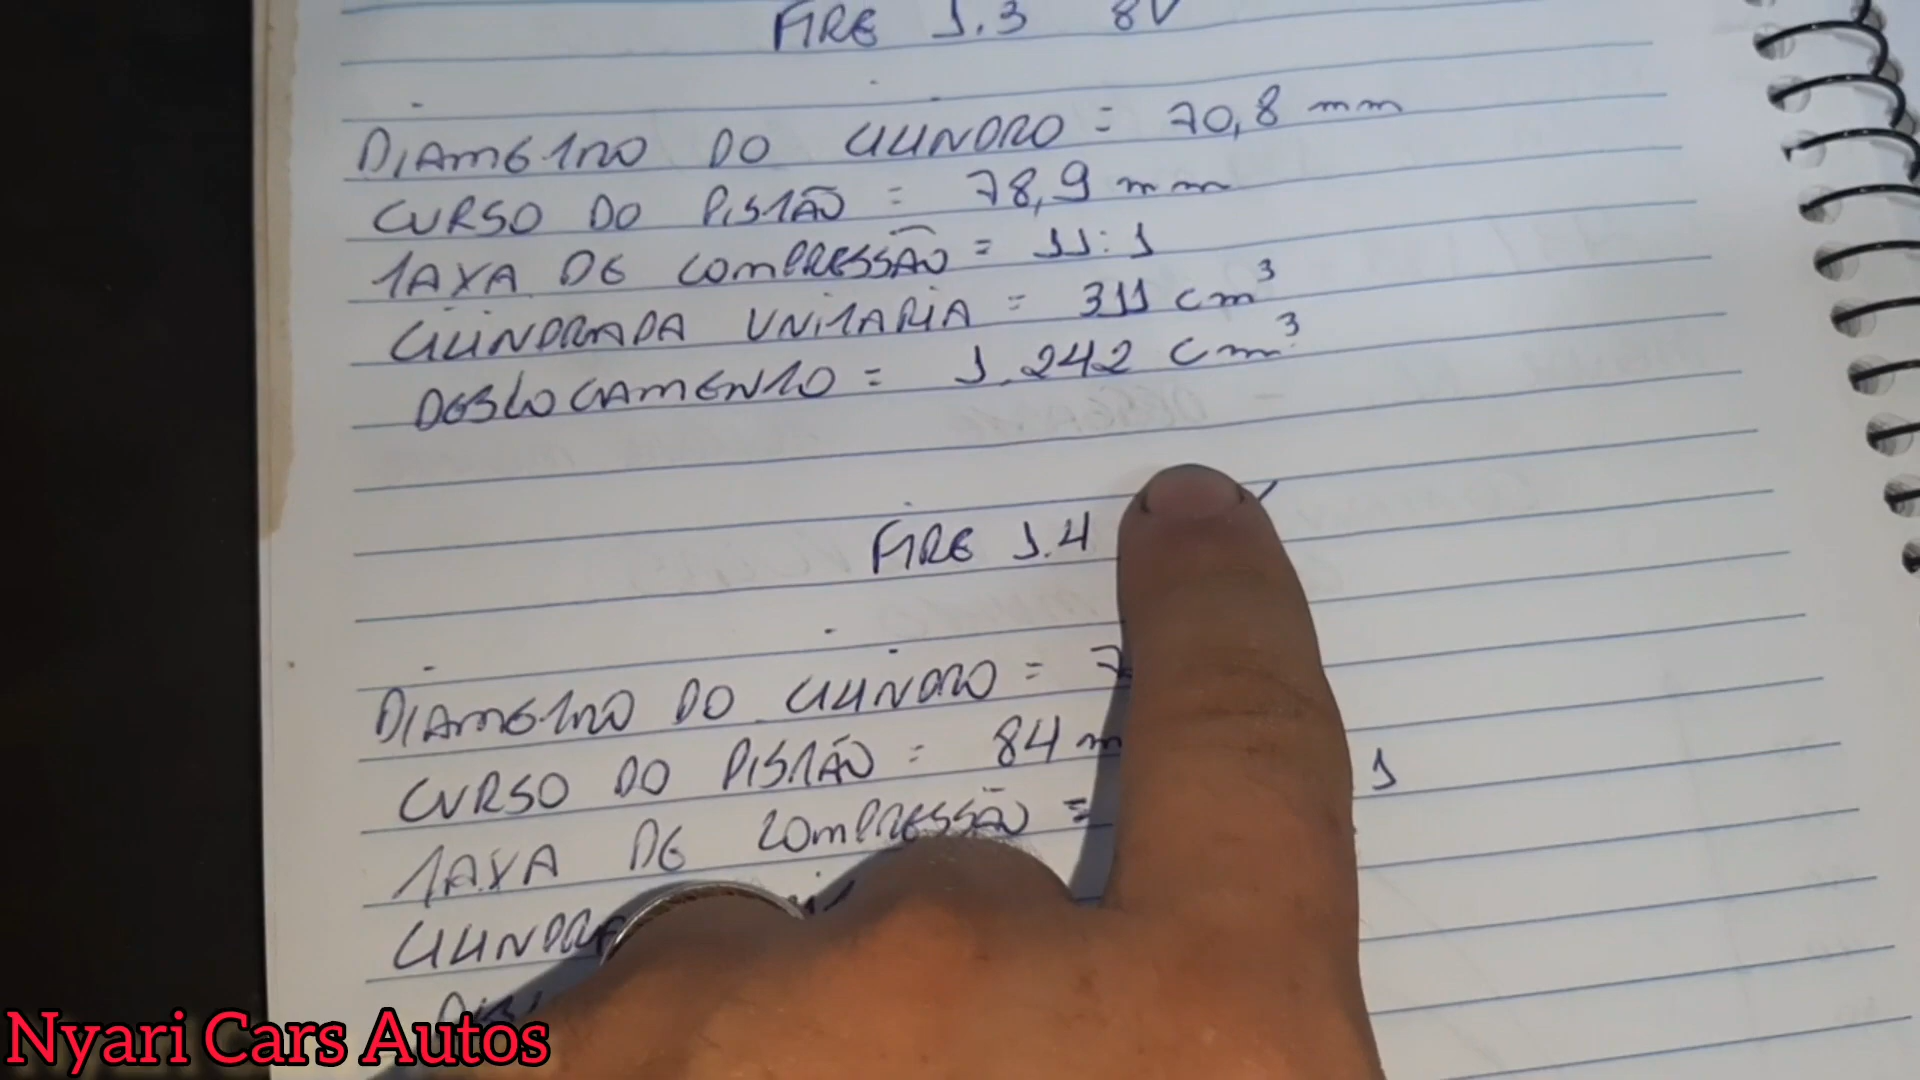 FIRE 1.3 8V
DIAMETRO DO CILINDRO = 70,8 mm
CURSO DO PISTÃO = 78,9 mm
TAXA DE COMPRESSÃO = 11:1
CILINDRADA UNITARIA = 311 cm³
DESLOCAMENTO = 1.242 cm³
FIRE 1.4
DIAMETRO DO CILINDRO = 7
CURSO DO PISTÃO = 84 m
TAXA DE COMPRESSÃO = 1
Nyari Cars Autos